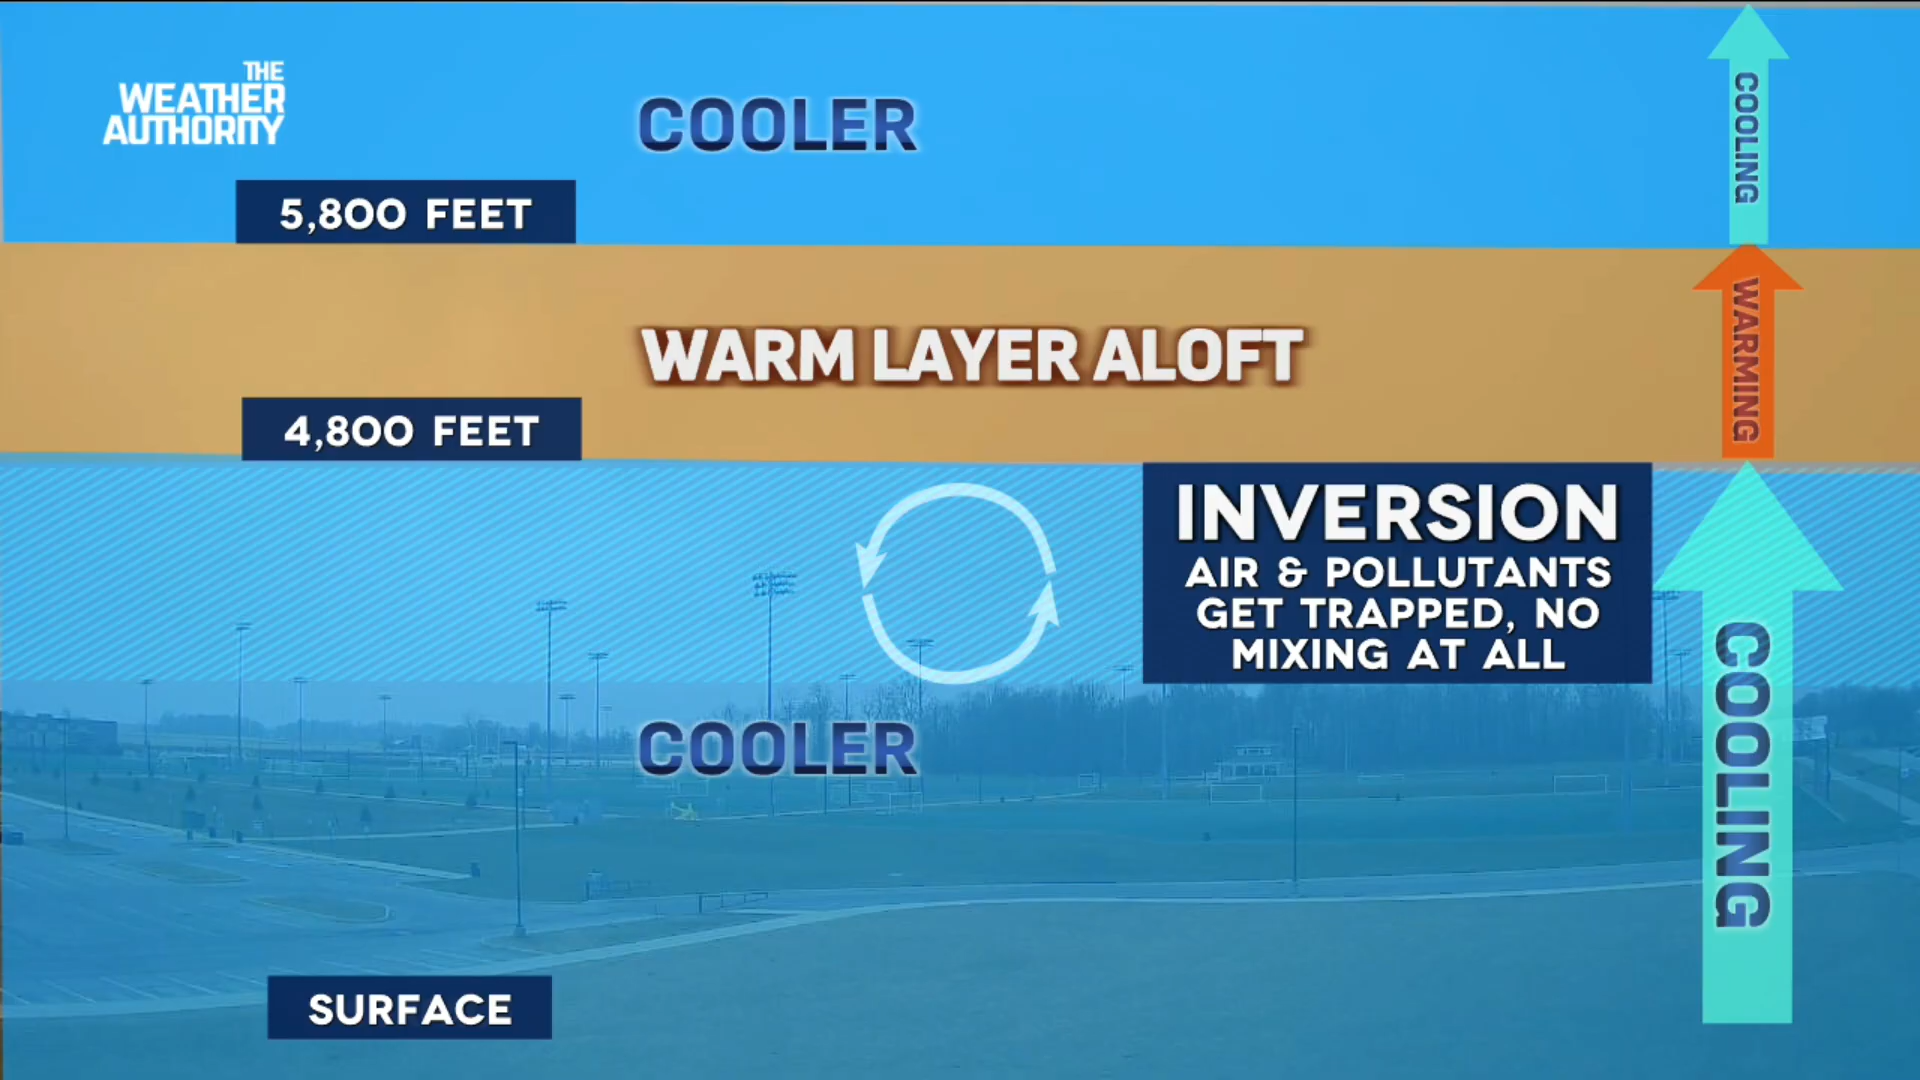 THE
WEATHER
AUTHORITY
COOLER
COOLING
5,800 FEET
WARM LAYER ALOFT
WARMING
4,800 FEET
INVERSION
AIR & POLLUTANTS
GET TRAPPED, NO
MIXING AT ALL
COOLER
COOLING
SURFACE